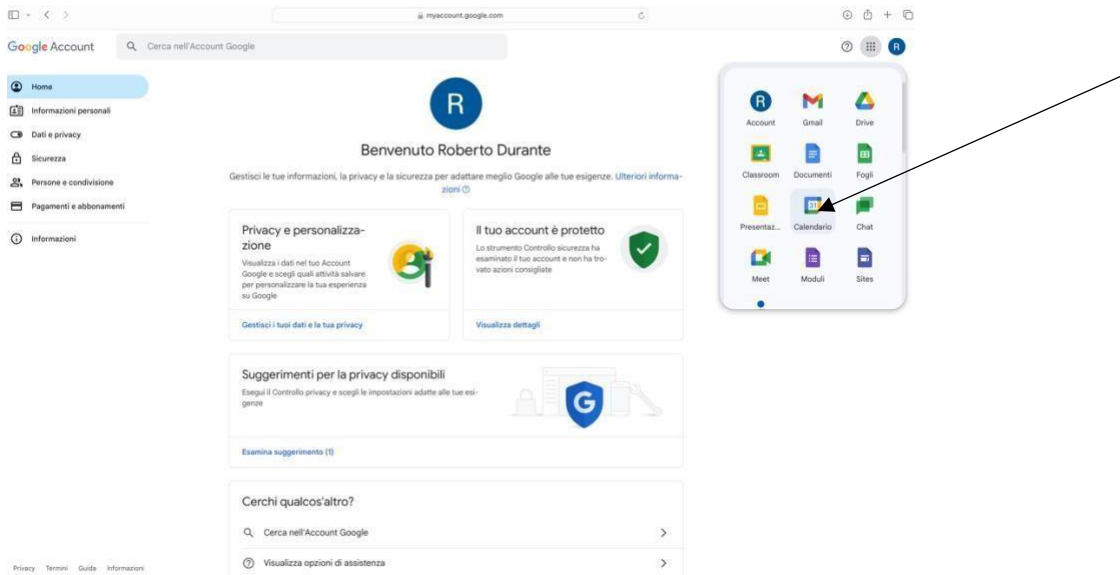 myaccount.google.com
Google Account
Cerca nell'Account Google
R
Home
Informazioni personali
Dati e privacy
Sicurezza
Persone e condivisione
Pagamenti e abbonamenti
Informazioni
R
Benvenuto Roberto Durante
Gestisci le tue informazioni, la privacy e la sicurezza per adattare meglio Google alle tue esigenze. Ulteriori informa-
zioni
Privacy e personalizza-
zione
Visualizza i dati nel tuo Account
Google e scegli quali attività salvare
per personalizzare la tua esperienza
su Google
Gestisci i tuoi dati e la tua privacy
Il tuo account è protetto
Lo strumento Controllo sicurezza ha
esaminato il tuo account e non ha tro-
vato azioni consigliate
Visualizza dettagli
Suggerimenti per la privacy disponibili
Esegui il Controllo privacy e scegli le impostazioni adatte alle tue esi-
genze
G
Esamina suggerimento (1)
Cerchi qualcos'altro?
Cerca nell'Account Google
Visualizza opzioni di assistenza
R
Account Gmail Drive
Classroom Documenti Fogli
31
Presentaz... Calendario Chat
Meet Moduli Sites
Privacy Termini Guida Informazioni